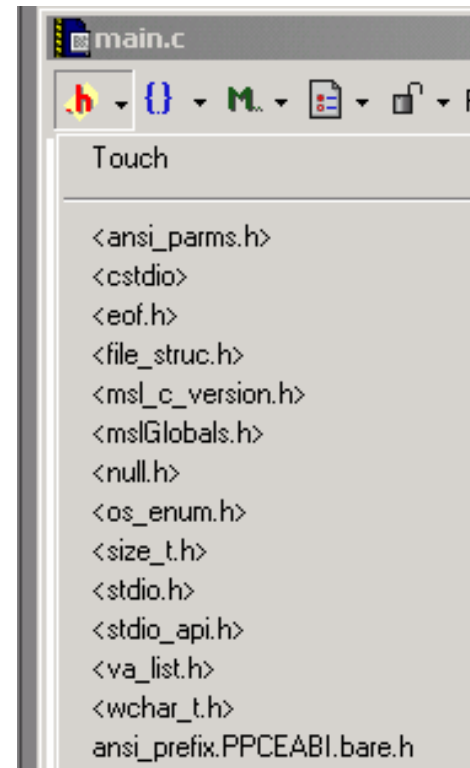 main.c
.h {} M..
Touch
<ansi_parms.h>
<cstdio>
<eof.h>
<file_struc.h>
<msl_c_version.h>
<mslGlobals.h>
<null.h>
<os_enum.h>
<size_t.h>
<stdio.h>
<stdio_api.h>
<va_list.h>
<wchar_t.h>
ansi_prefix.PPCEABI.bare.h